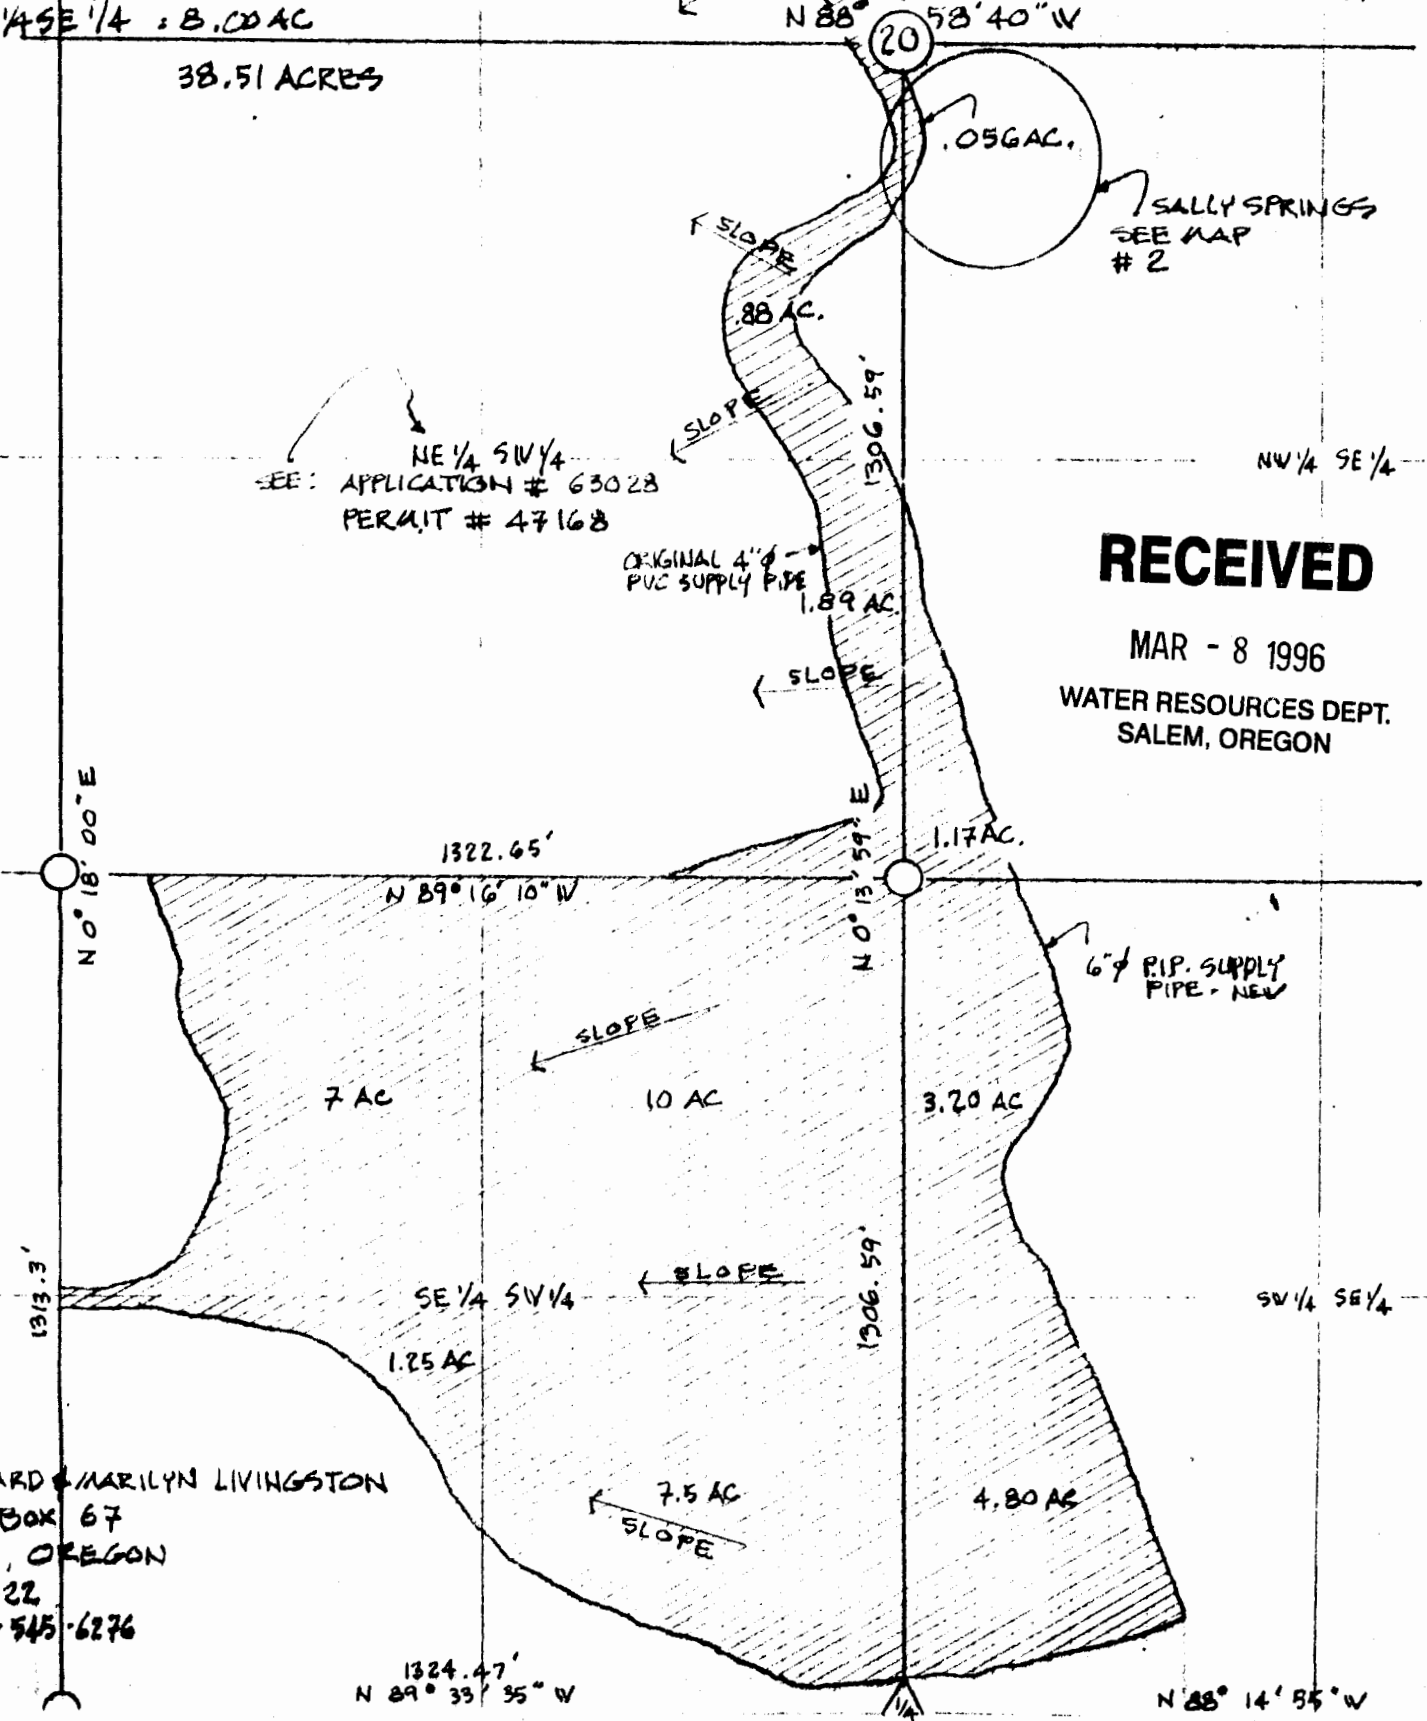 1/4 SE 1/4 : 8.00 AC
N 88° 58' 40" W
20
38.51 ACRES
.056 AC.
SALLY SPRINGS
SEE MAP
# 2
SLOPE
.88 AC.
1306.59'
SLOPE
NE 1/4 SW 1/4
SEE: APPLICATION # 63028
PERMIT # 47168
NW 1/4 SE 1/4
ORIGINAL 4"φ
PVC SUPPLY PIPE
1.89 AC.
RECEIVED
MAR - 8 1996
WATER RESOURCES DEPT.
SALEM, OREGON
SLOPE
N 0° 18' 00" E
1322.65'
N 89° 16' 10" W
N 0° 13' 59" E
1.17 AC.
6"φ P.I.P. SUPPLY
PIPE - NEW
SLOPE
7 AC
10 AC
3.20 AC
1313.3'
SLOPE
SE 1/4 SW 1/4
1306.59'
SW 1/4 SE 1/4
1.25 AC
ARD & MARILYN LIVINGSTON
BOX 67
, OREGON
22
545-6276
7.5 AC
SLOPE
4.80 AC
1324.47'
N 89° 33' 35" W
1/4
N 88° 14' 55" W